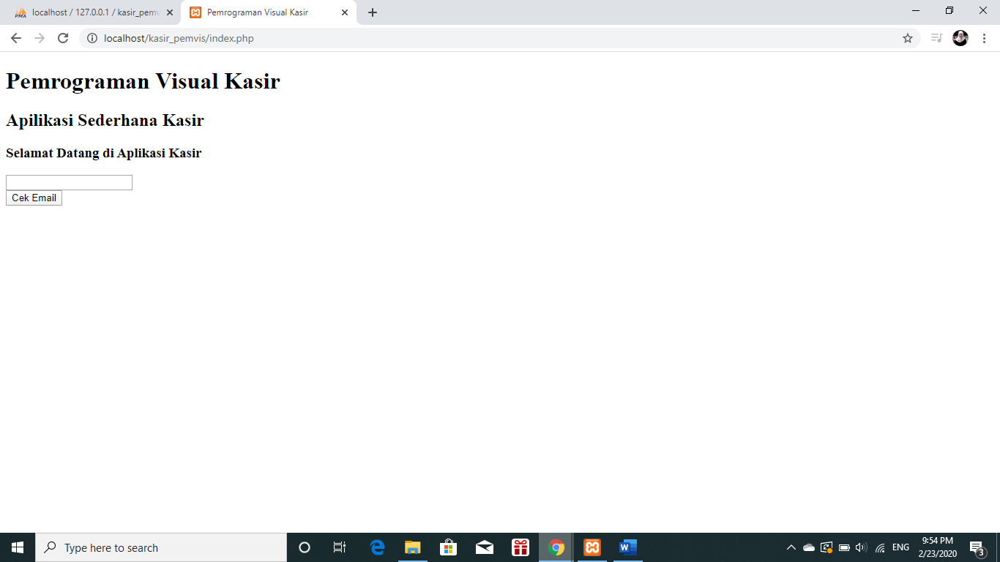 localhost / 127.0.0.1 / kasir_pemv
Pemrograman Visual Kasir
localhost/kasir_pemvis/index.php
Pemrograman Visual Kasir
Apilikasi Sederhana Kasir
Selamat Datang di Aplikasi Kasir
Cek Email
Type here to search
ENG
9:54 PM
2/23/2020
3